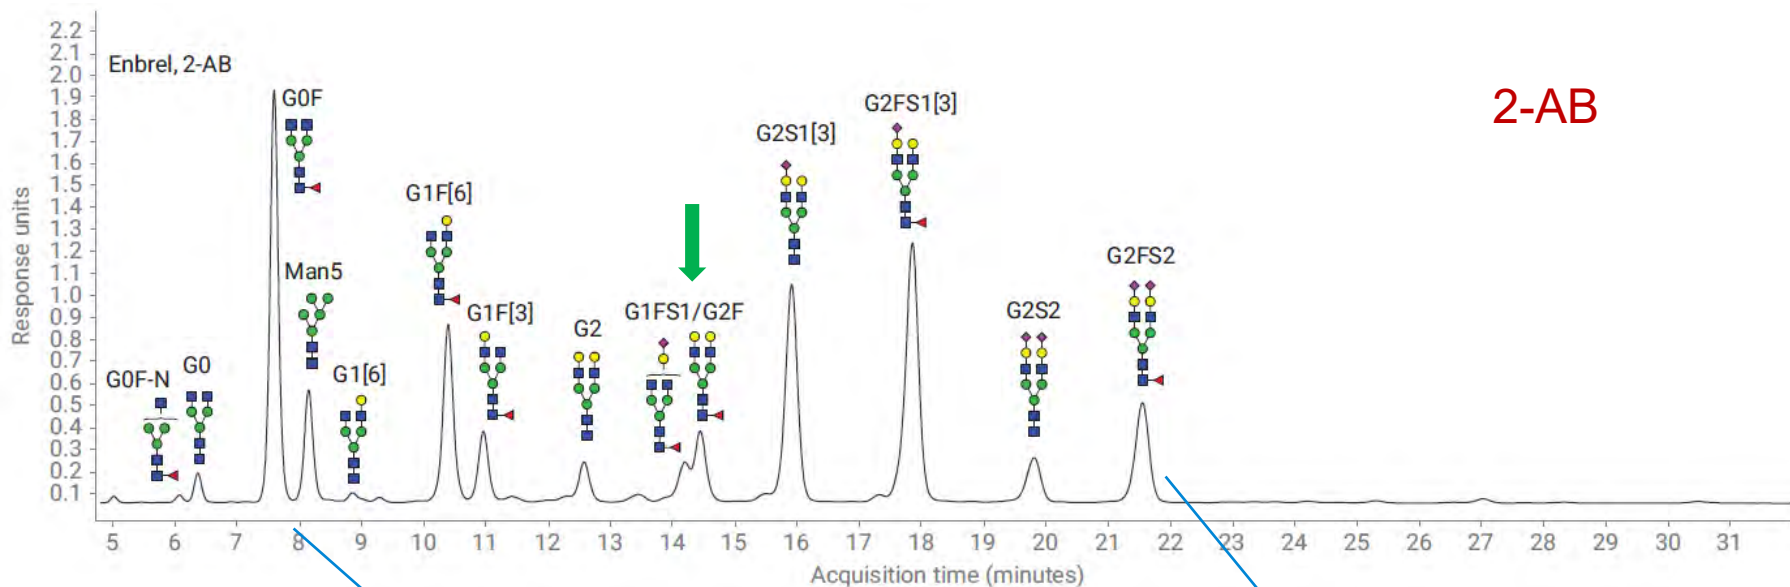 Enbrel, 2-AB
2-AB
Response units
2.2
2.1
2.0
1.9
1.8
1.7
1.6
1.5
1.4
1.3
1.2
1.1
1.0
0.9
0.8
0.7
0.6
0.5
0.4
0.3
0.2
0.1
G0F-N
G0
G0F
Man5
G1[6]
G1F[6]
G1F[3]
G2
G1FS1/G2F
G2S1[3]
G2FS1[3]
G2S2
G2FS2
5 6 7 8 9 10 11 12 13 14 15 16 17 18 19 20 21 22 23 24 25 26 27 28 29 30 31
Acquisition time (minutes)